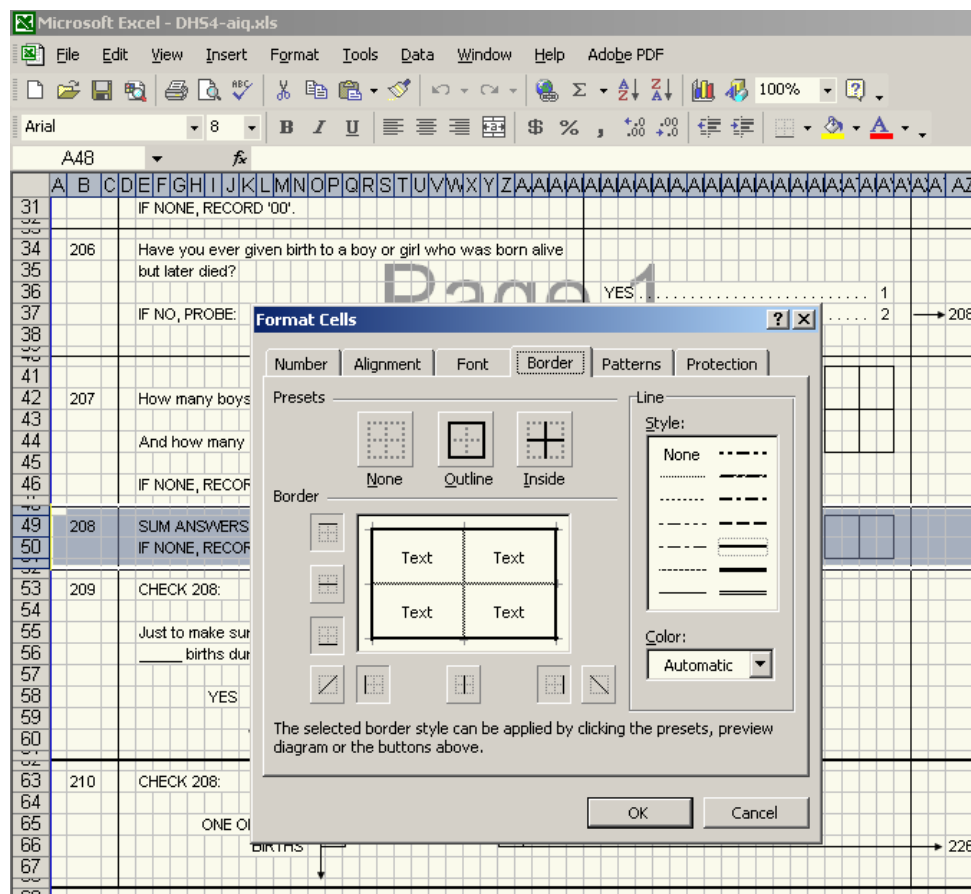 Microsoft Excel - DHS4-aiq.xls
File Edit View Insert Format Tools Data Window Help Adobe PDF
100%
Arial 8 B I U $ % ,
A48 fx
A B C D E F G H I J K L M N O P Q R S T U V W X Y Z
31 IF NONE, RECORD '00'.
34 206 Have you ever given birth to a boy or girl who was born alive
35 but later died?
Page 1
36 YES . . . . . . . . . . . . . . . . . . . . . . . . . . 1
37 IF NO, PROBE: . . . . . 2 208
38
41
42 207 How many boys
43
44 And how many
45
46 IF NONE, RECOR
49 208 SUM ANSWERS
50 IF NONE, RECOR
53 209 CHECK 208:
54
55 Just to make sur
56 _____ births dur
57
58 YES
59
60
63 210 CHECK 208:
64
65 ONE O
66 BIRTHS 226
67
Format Cells
Number Alignment Font Border Patterns Protection
Presets
None Outline Inside
Border
Text Text
Text Text
Line
Style:
None
Color:
Automatic
The selected border style can be applied by clicking the presets, preview
diagram or the buttons above.
OK Cancel